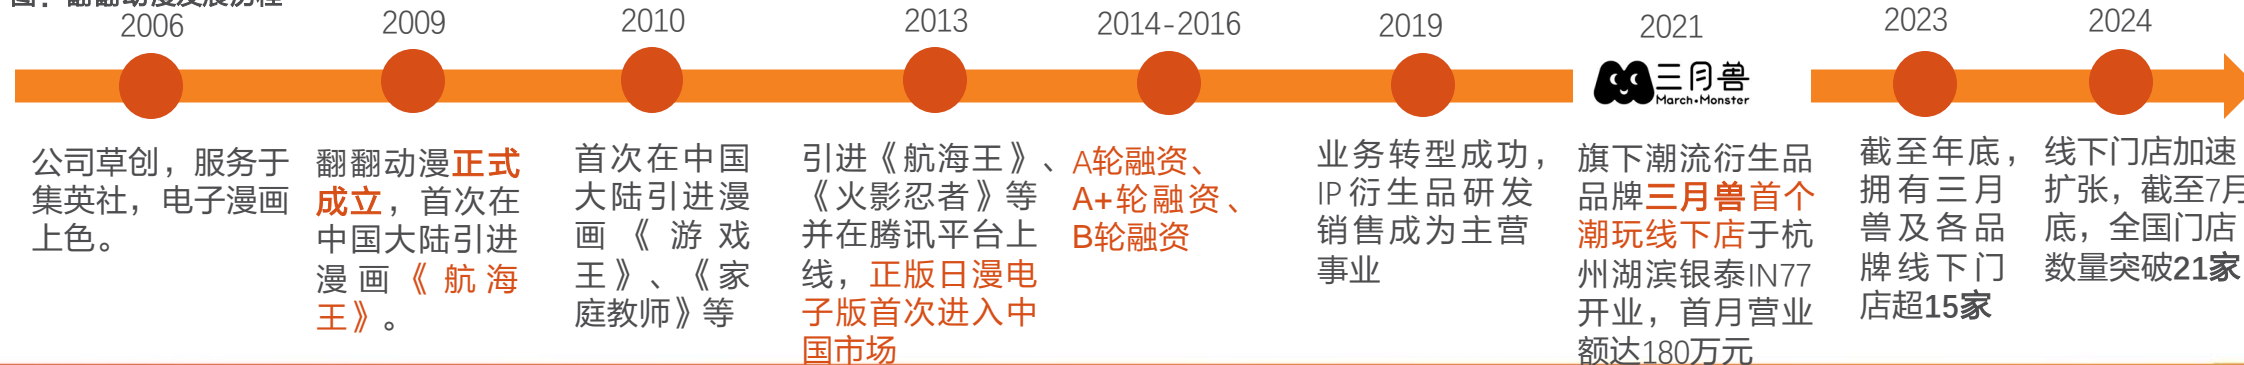 图：翻翻动漫发展历程
2006
2009
2010
2013
2014-2016
2019
2021
2023
2024
三月兽
March•Monster
公司草创，服务于
集英社，电子漫画
上色。
翻翻动漫正式
成立，首次在
中国大陆引进
漫画《航海
王》。
首次在中国
大陆引进漫
画《游戏
王》、《家
庭教师》等
引进《航海王》、
《火影忍者》等
并在腾讯平台上
线，正版日漫电
子版首次进入中
国市场
A轮融资、
A+轮融资、
B轮融资
业务转型成功，
IP衍生品研发
销售成为主营
事业
旗下潮流衍生品
品牌三月兽首个
潮玩线下店于杭
州湖滨银泰IN77
开业，首月营业
额达180万元
截至年底，
拥有三月
兽及各品
牌线下门
店超15家
线下门店加速
扩张，截至7月
底，全国门店
数量突破21家